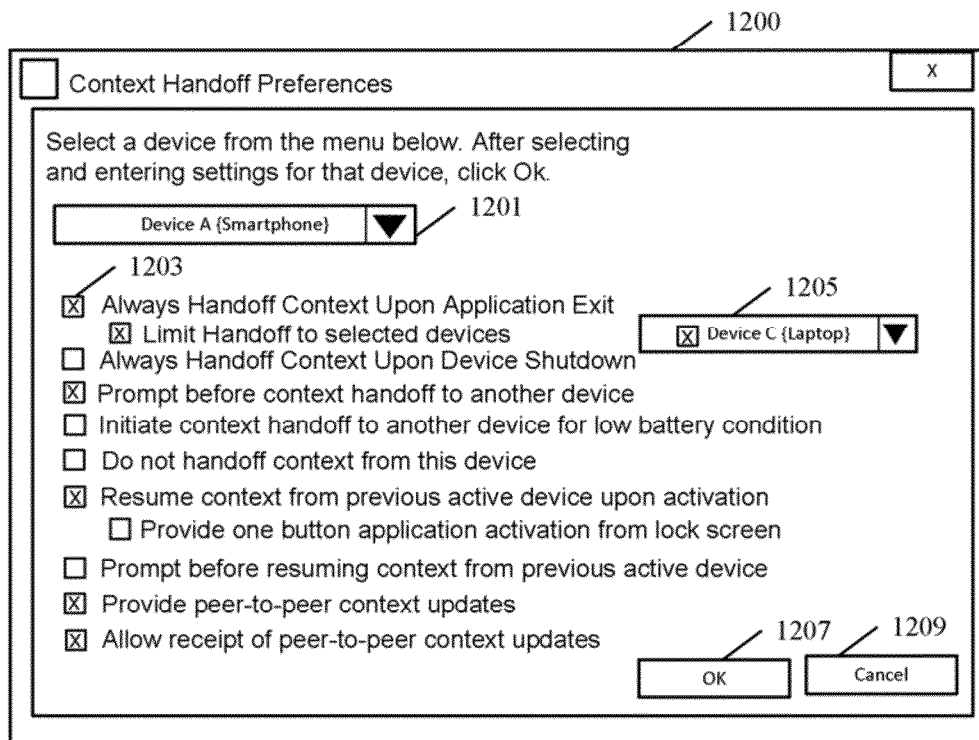 1200
Context Handoff Preferences
X
Select a device from the menu below. After selecting
and entering settings for that device, click Ok.
Device A {Smartphone}
1201
1203
X Always Handoff Context Upon Application Exit
1205
X Limit Handoff to selected devices
X Device C {Laptop}
Always Handoff Context Upon Device Shutdown
X Prompt before context handoff to another device
Initiate context handoff to another device for low battery condition
Do not handoff context from this device
X Resume context from previous active device upon activation
Provide one button application activation from lock screen
Prompt before resuming context from previous active device
X Provide peer-to-peer context updates
X Allow receipt of peer-to-peer context updates
1207
1209
OK
Cancel